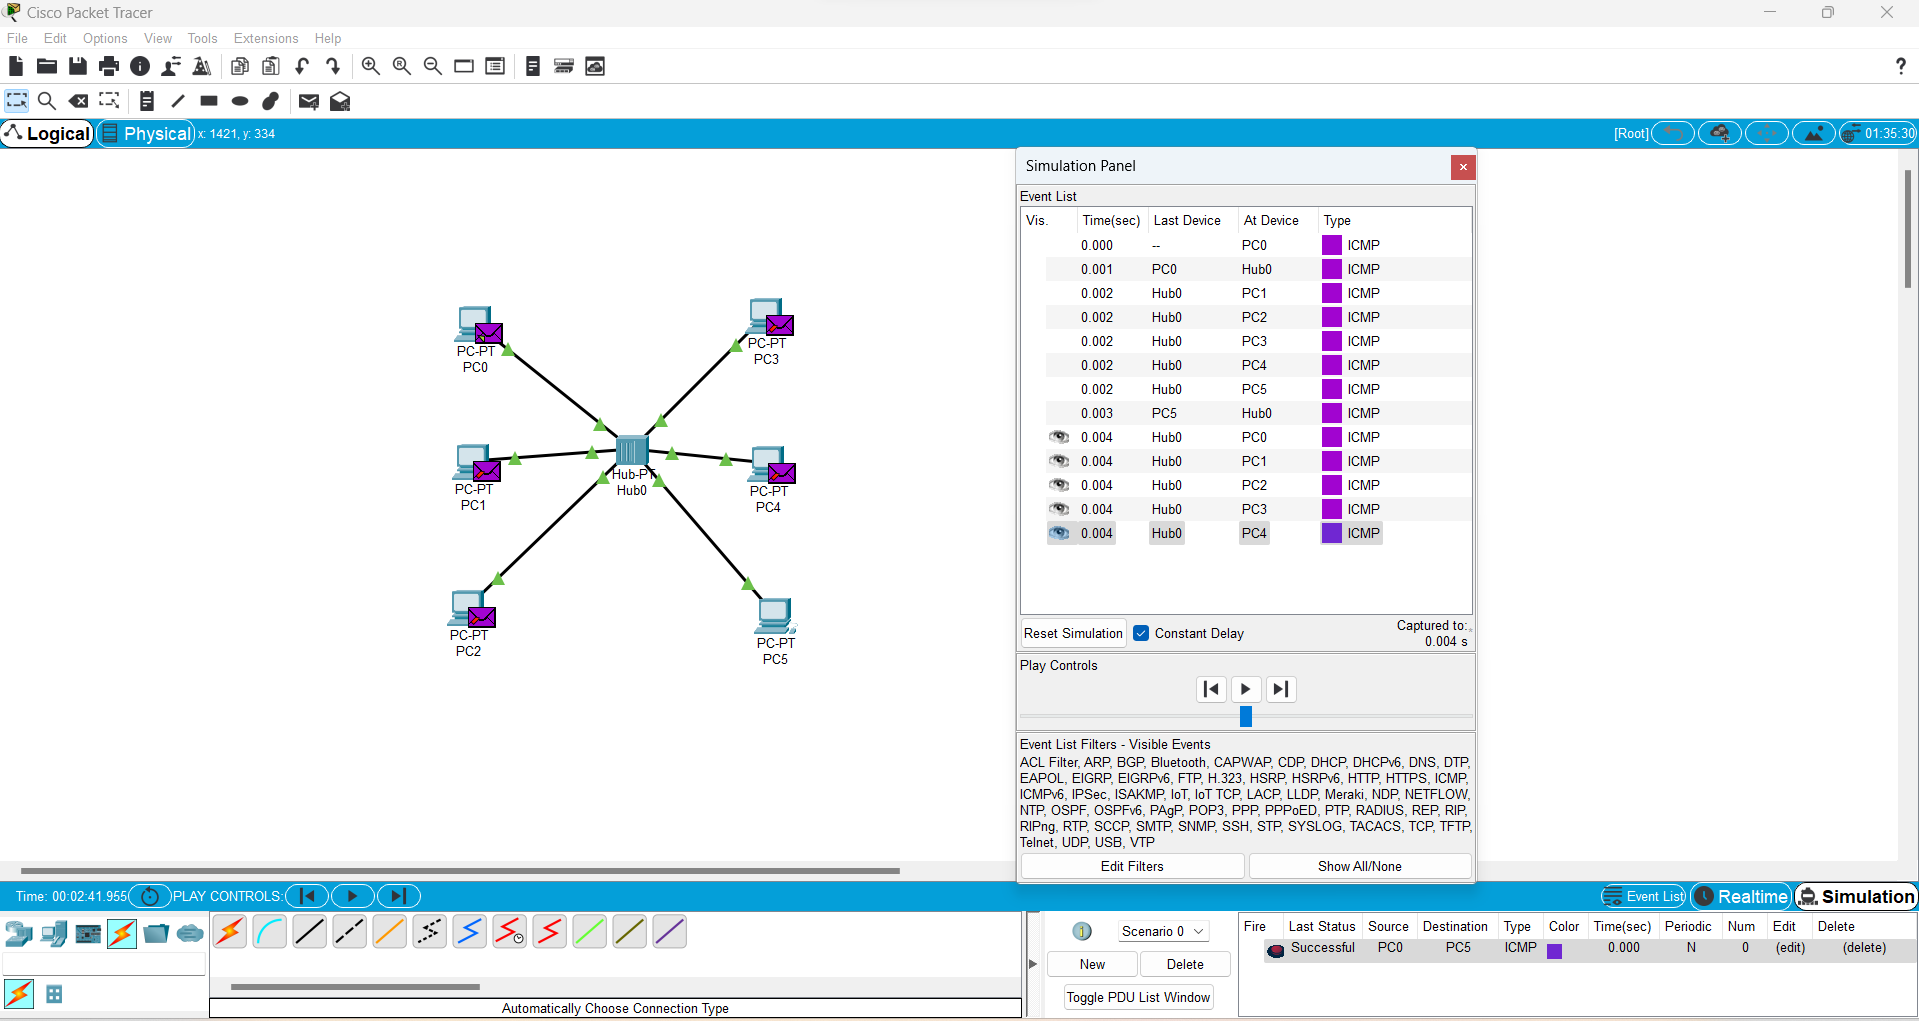 Cisco Packet Tracer
File Edit Options View Tools Extensions Help
?
Logical Physical x: 1421, y: 334 [Root] 01:35:30
PC-PT
PC0
PC-PT
PC3
PC-PT
PC1
Hub-PT
Hub0
PC-PT
PC4
PC-PT
PC2
PC-PT
PC5
Simulation Panel
Event List
Vis. Time(sec) Last Device At Device Type
0.000 -- PC0 ICMP
0.001 PC0 Hub0 ICMP
0.002 Hub0 PC1 ICMP
0.002 Hub0 PC2 ICMP
0.002 Hub0 PC3 ICMP
0.002 Hub0 PC4 ICMP
0.002 Hub0 PC5 ICMP
0.003 PC5 Hub0 ICMP
0.004 Hub0 PC0 ICMP
0.004 Hub0 PC1 ICMP
0.004 Hub0 PC2 ICMP
0.004 Hub0 PC3 ICMP
0.004 Hub0 PC4 ICMP
Reset Simulation Constant Delay Captured to:
0.004 s
Play Controls
Event List Filters - Visible Events
ACL Filter, ARP, BGP, Bluetooth, CAPWAP, CDP, DHCP, DHCPv6, DNS, DTP,
EAPOL, EIGRP, EIGRPv6, FTP, H.323, HSRP, HSRPv6, HTTP, HTTPS, ICMP,
ICMPv6, IPSec, ISAKMP, IoT, IoT TCP, LACP, LLDP, Meraki, NDP, NETFLOW,
NTP, OSPF, OSPFv6, PAgP, POP3, PPP, PPPoED, PTP, RADIUS, REP, RIP,
RIPng, RTP, SCCP, SMTP, SNMP, SSH, STP, SYSLOG, TACACS, TCP, TFTP,
Telnet, UDP, USB, VTP
Edit Filters Show All/None
Time: 00:02:41.955 PLAY CONTROLS: Event List Realtime Simulation
Automatically Choose Connection Type
Scenario 0
New Delete
Toggle PDU List Window
Fire Last Status Source Destination Type Color Time(sec) Periodic Num Edit Delete
Successful PC0 PC5 ICMP 0.000 N 0 (edit) (delete)